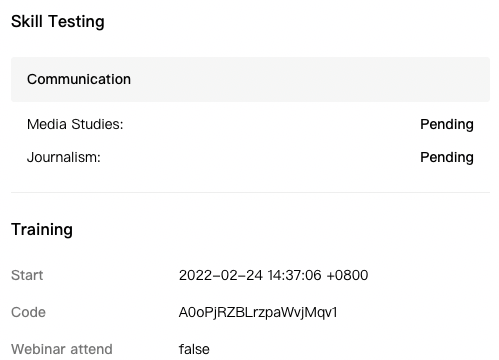 Skill Testing
Communication
Media Studies: Pending
Journalism: Pending
Training
Start 2022-02-24 14:37:06 +0800
Code A0oPjRZBLrzpaWvjMqv1
Webinar attend false